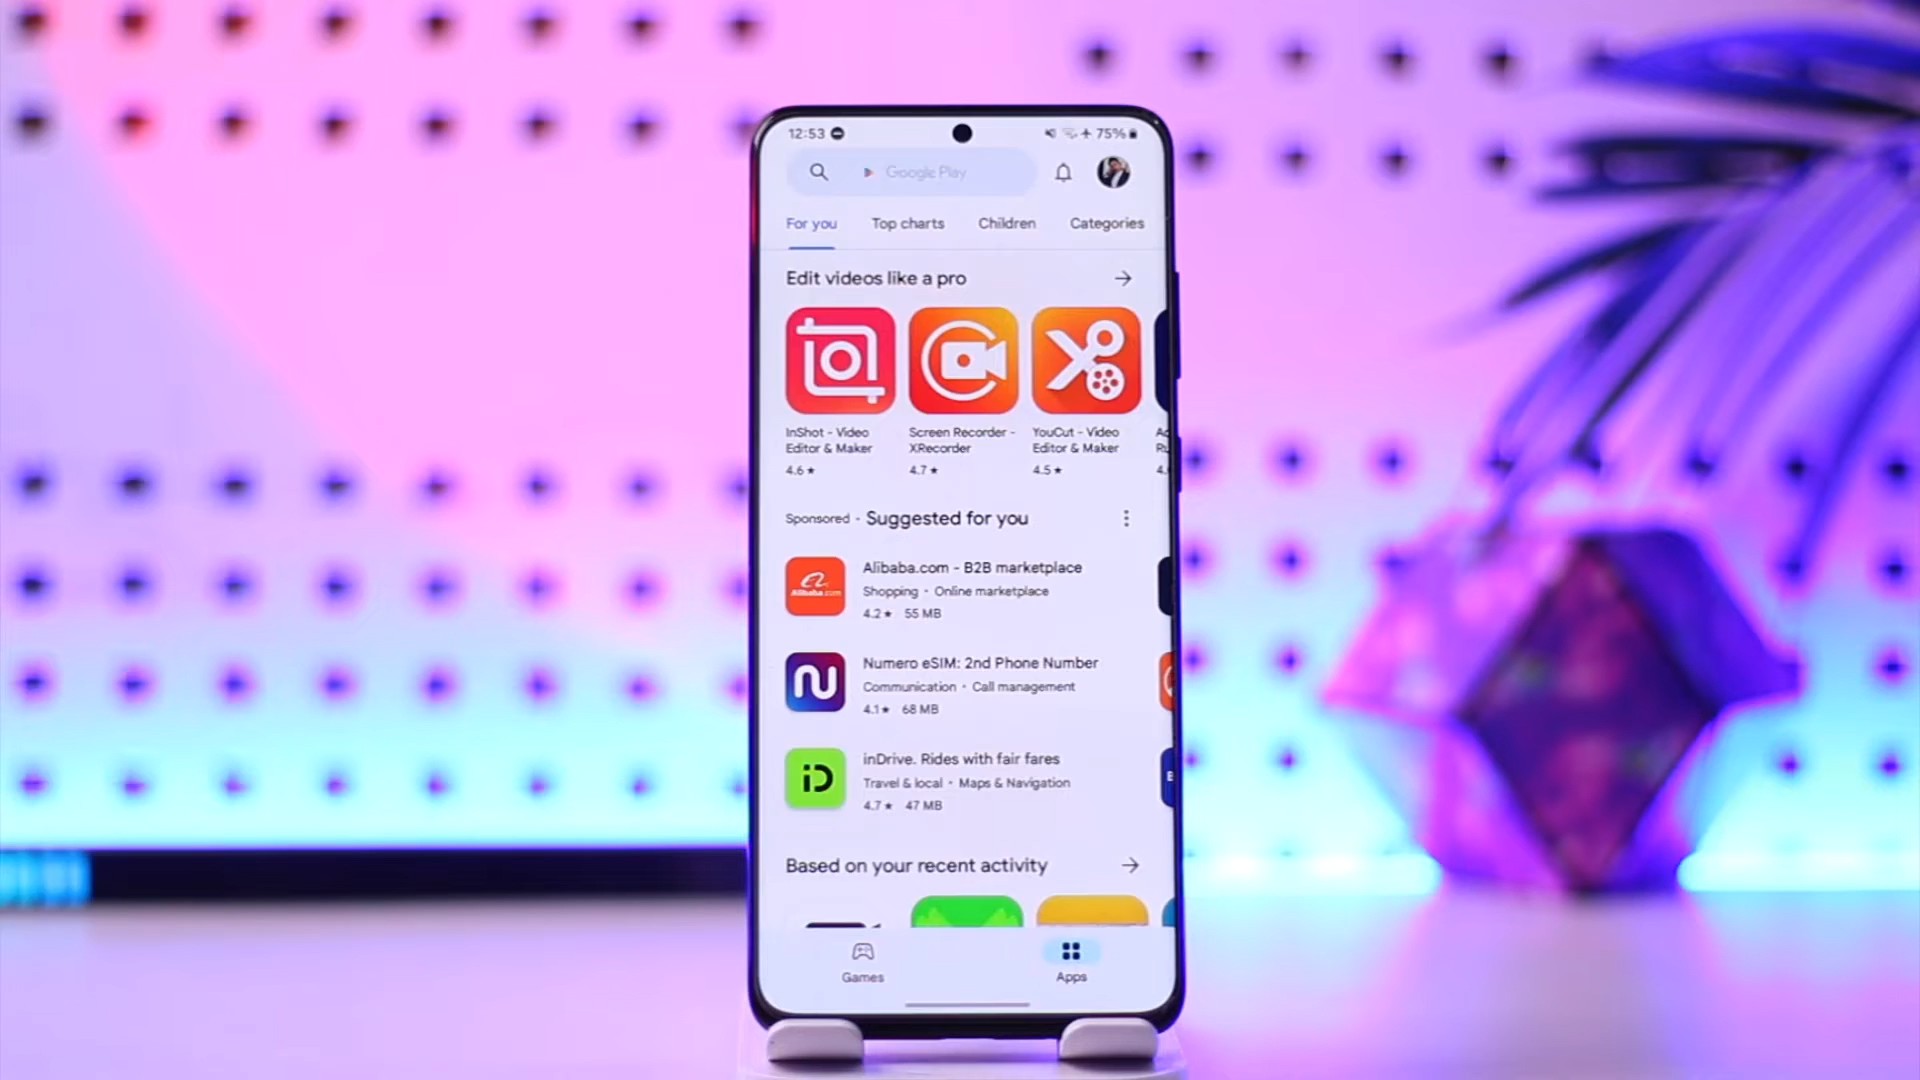 12:53 75%
Google Play
For you Top charts Children Categories
Edit videos like a pro
InShot - Video Editor & Maker
4.6★
Screen Recorder - XRecorder
4.7★
YouCut - Video Editor & Maker
4.5★
4.
Sponsored · Suggested for you
Alibaba.com
Alibaba.com - B2B marketplace
Shopping · Online marketplace
4.2★ 55 MB
Numero eSIM: 2nd Phone Number
Communication · Call management
4.1★ 68 MB
iD
inDrive. Rides with fair fares
Travel & local · Maps & Navigation
4.7★ 47 MB
Based on your recent activity
Games Apps